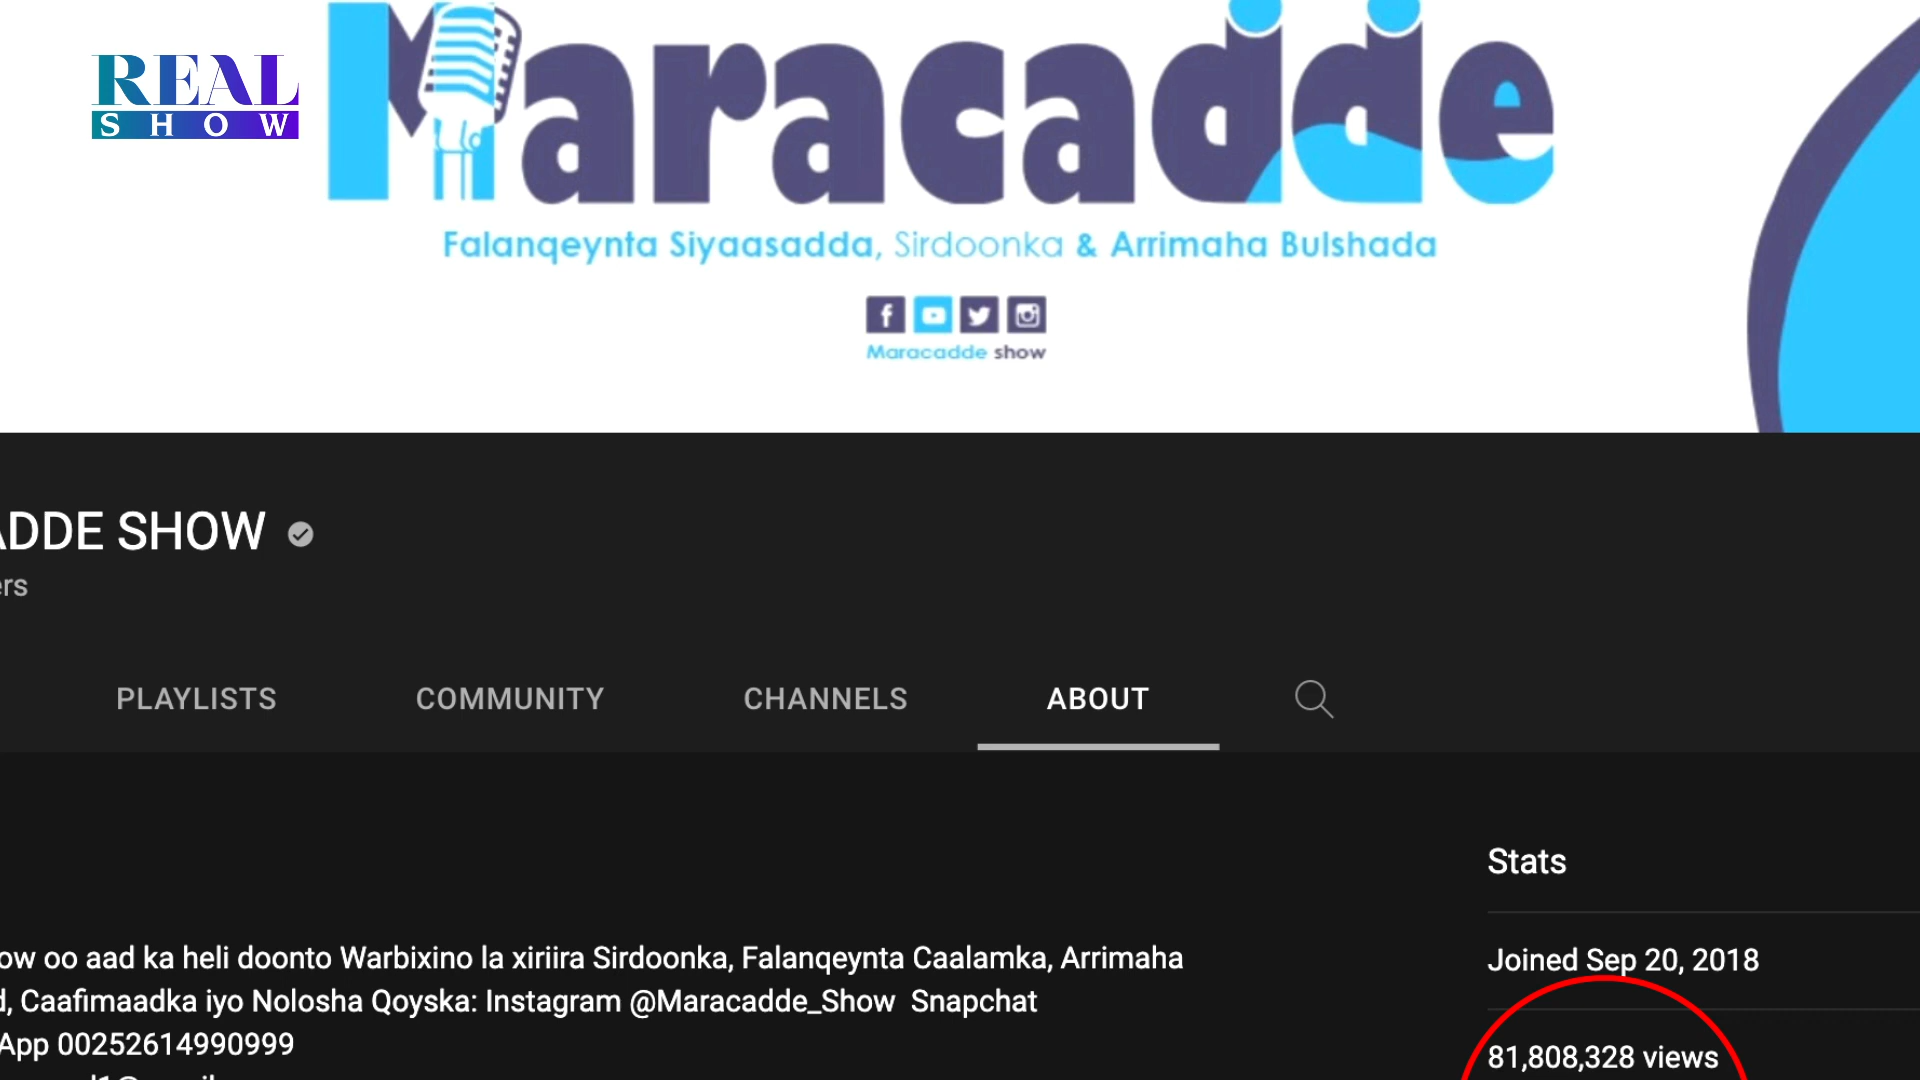 REAL
SHOW
Maracadde
Falanqeynta Siyaasadda, Sirdoonka & Arrimaha Bulshada
Maracadde show
ADDE SHOW
ers
PLAYLISTS
COMMUNITY
CHANNELS
ABOUT
Stats
ow oo aad ka heli doonto Warbixino la xiriira Sirdoonka, Falanqeynta Caalamka, Arrimaha
d, Caafimaadka iyo Nolosha Qoyska: Instagram @Maracadde_Show Snapchat
App 00252614990999
Joined Sep 20, 2018
81,808,328 views